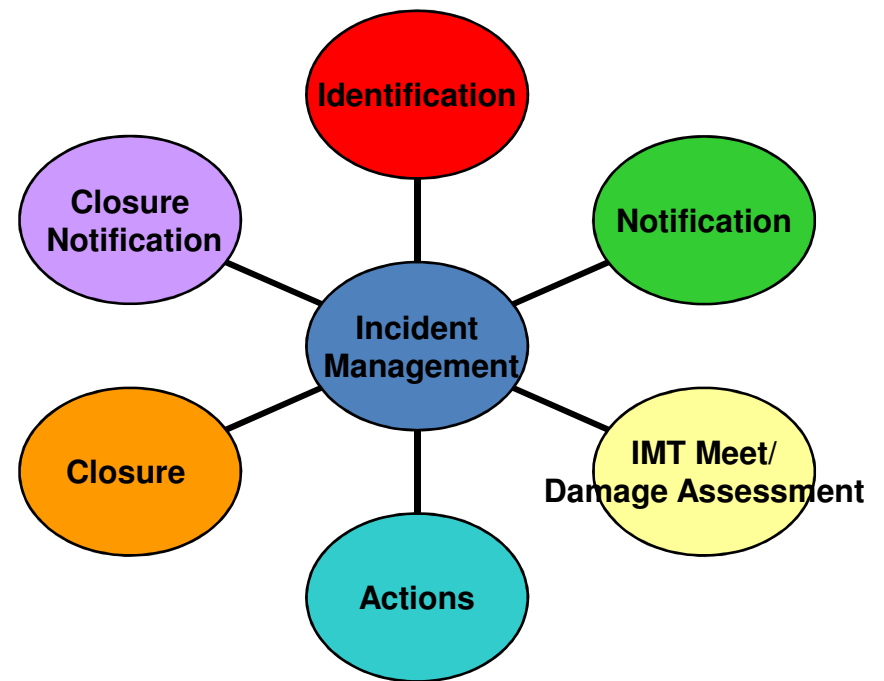 Identification
Closure
Notification
Notification
Incident
Management
IMT Meet/
Damage Assessment
Closure
Actions